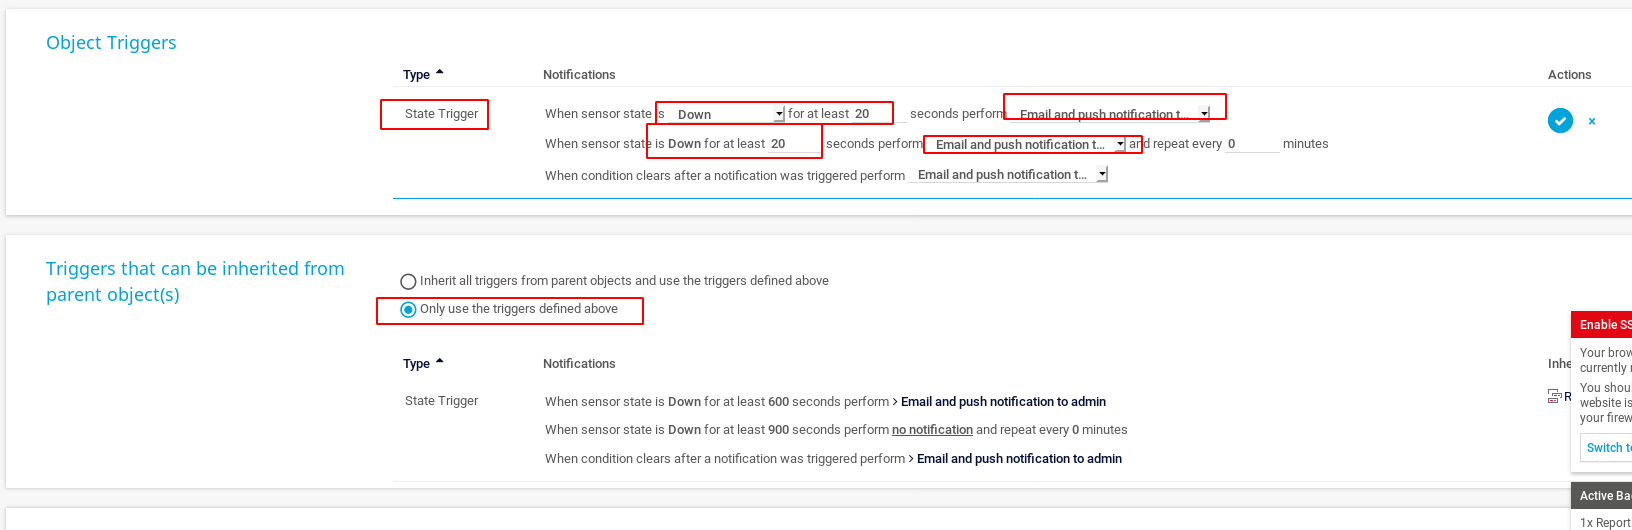 Object Triggers
Type Notifications Actions
State Trigger When sensor state is Down for at least 20 seconds perform Email and push notification t...
When sensor state is Down for at least 20 seconds perform Email and push notification t... and repeat every 0 minutes
When condition clears after a notification was triggered perform Email and push notification t...
Triggers that can be inherited from
parent object(s)
Inherit all triggers from parent objects and use the triggers defined above
Only use the triggers defined above
Type Notifications Inhe
State Trigger When sensor state is Down for at least 600 seconds perform > Email and push notification to admin R
When sensor state is Down for at least 900 seconds perform no notification and repeat every 0 minutes
When condition clears after a notification was triggered perform > Email and push notification to admin
Enable SS
Your brow
currently
You shou
website is
your firew
Switch to
Active Ba
1x Report